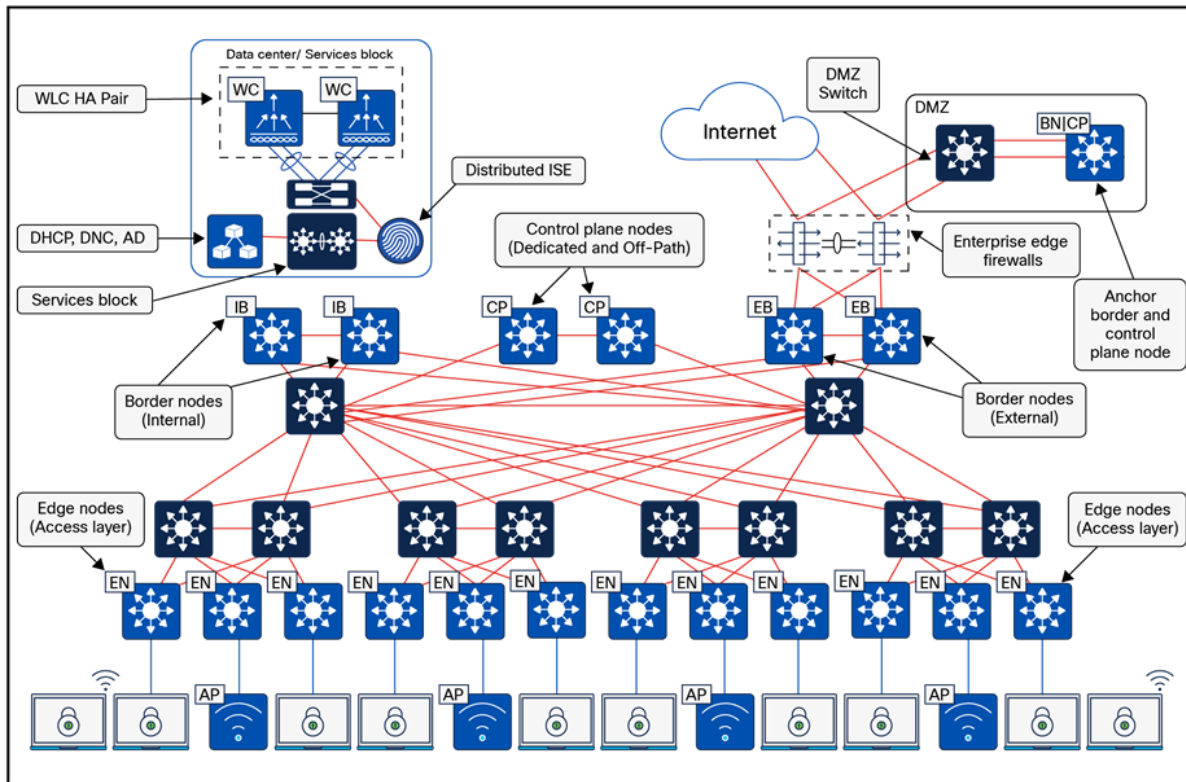 Data center/ Services block
WLC HA Pair
WC
WC
DMZ
Switch
DMZ
Internet
BN|CP
Distributed ISE
DHCP, DNC, AD
Control plane nodes
(Dedicated and Off-Path)
Enterprise edge
firewalls
Services block
Anchor
border and
control
plane node
IB
IB
CP
CP
EB
EB
Border nodes
(Internal)
Border nodes
(External)
Edge nodes
(Access layer)
Edge nodes
(Access layer)
EN
EN
EN
EN
EN
EN
EN
EN
EN
EN
EN
EN
AP
AP
AP
AP